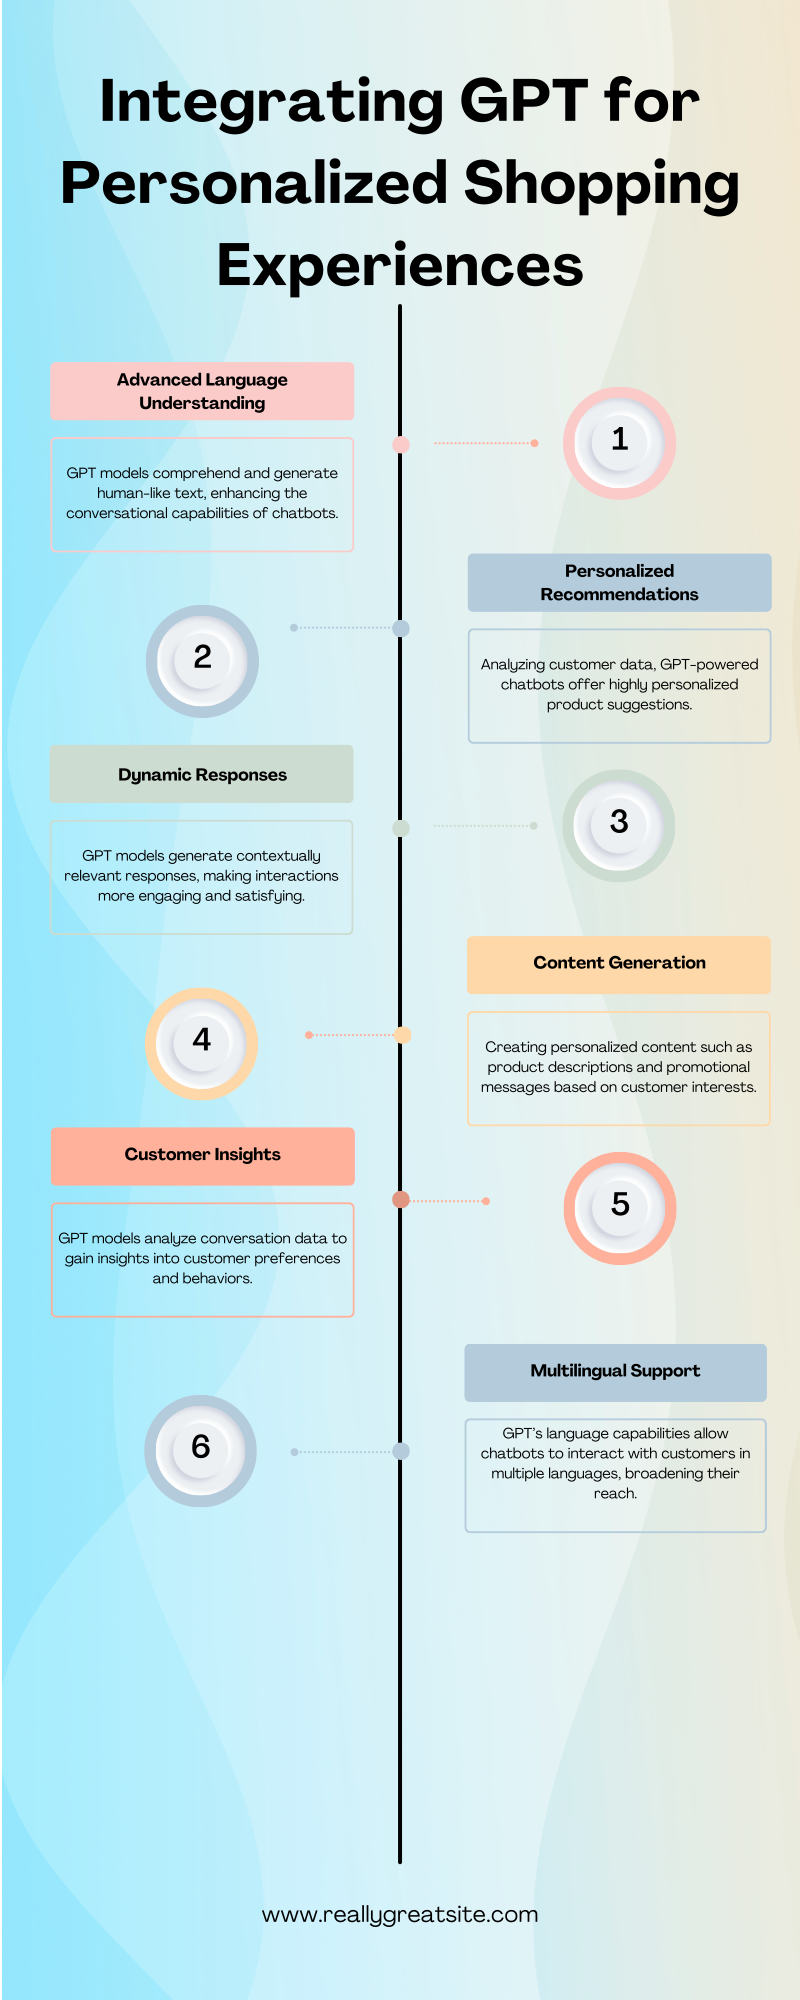 Integrating GPT for
Personalized Shopping
Experiences
Advanced Language
Understanding
1
GPT models comprehend and generate
human-like text, enhancing the
conversational capabilities of chatbots.
Personalized
Recommendations
2
Analyzing customer data, GPT-powered
chatbots offer highly personalized
product suggestions.
Dynamic Responses
3
GPT models generate contextually
relevant responses, making interactions
more engaging and satisfying.
Content Generation
4
Creating personalized content such as
product descriptions and promotional
messages based on customer interests.
Customer Insights
5
GPT models analyze conversation data to
gain insights into customer preferences
and behaviors.
Multilingual Support
6
GPT's language capabilities allow
chatbots to interact with customers in
multiple languages, broadening their
reach.
www.reallygreatsite.com